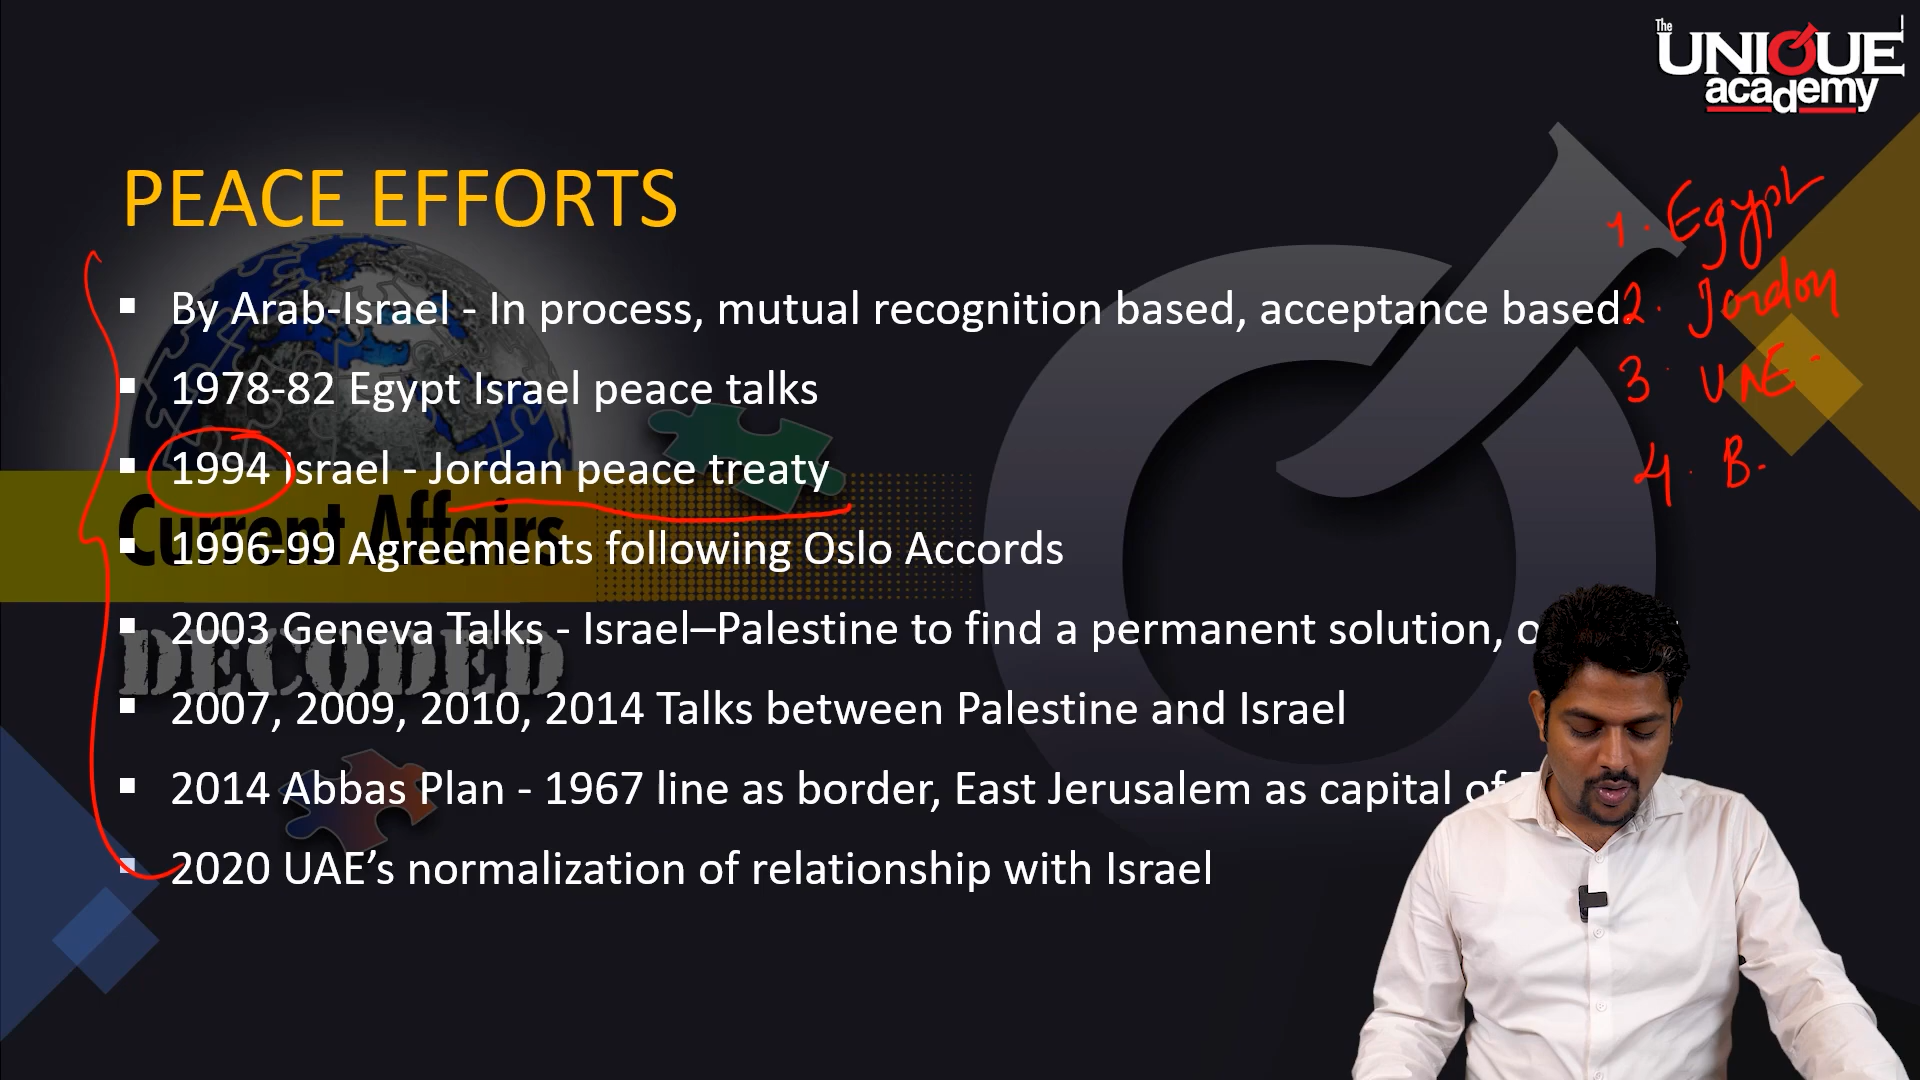 The
UNIQUE
academy
PEACE EFFORTS
1. Egypt
By Arab-Israel - In process, mutual recognition based, acceptance based
2. Jordon
1978-82 Egypt Israel peace talks
3. UAE.
1994 Israel - Jordan peace treaty
4. B.
Current Affairs
1996-99 Agreements following Oslo Accords
2003 Geneva Talks - Israel–Palestine to find a permanent solution,
DECODED
2007, 2009, 2010, 2014 Talks between Palestine and Israel
2014 Abbas Plan - 1967 line as border, East Jerusalem as capital of
2020 UAE’s normalization of relationship with Israel